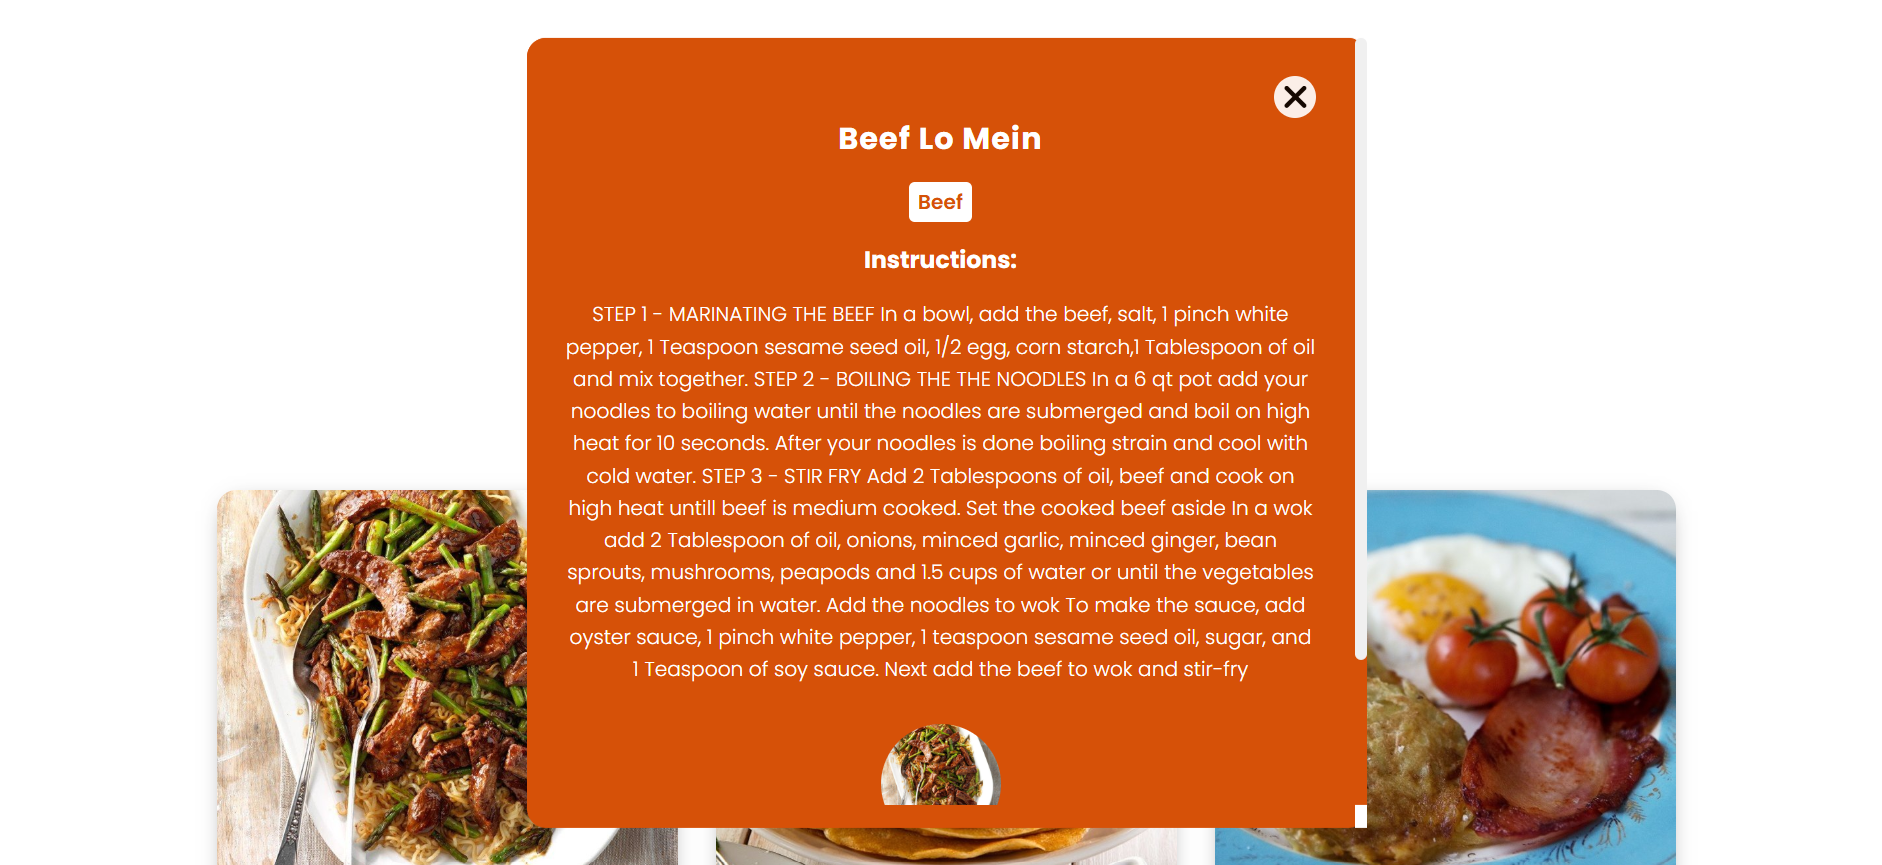 Beef Lo Mein
Beef
Instructions:
STEP 1 - MARINATING THE BEEF In a bowl, add the beef, salt, 1 pinch white
pepper, 1 Teaspoon sesame seed oil, 1/2 egg, corn starch,1 Tablespoon of oil
and mix together. STEP 2 - BOILING THE THE NOODLES In a 6 qt pot add your
noodles to boiling water until the noodles are submerged and boil on high
heat for 10 seconds. After your noodles is done boiling strain and cool with
cold water. STEP 3 - STIR FRY Add 2 Tablespoons of oil, beef and cook on
high heat untill beef is medium cooked. Set the cooked beef aside In a wok
add 2 Tablespoon of oil, onions, minced garlic, minced ginger, bean
sprouts, mushrooms, peapods and 1.5 cups of water or until the vegetables
are submerged in water. Add the noodles to wok To make the sauce, add
oyster sauce, 1 pinch white pepper, 1 teaspoon sesame seed oil, sugar, and
1 Teaspoon of soy sauce. Next add the beef to wok and stir-fry